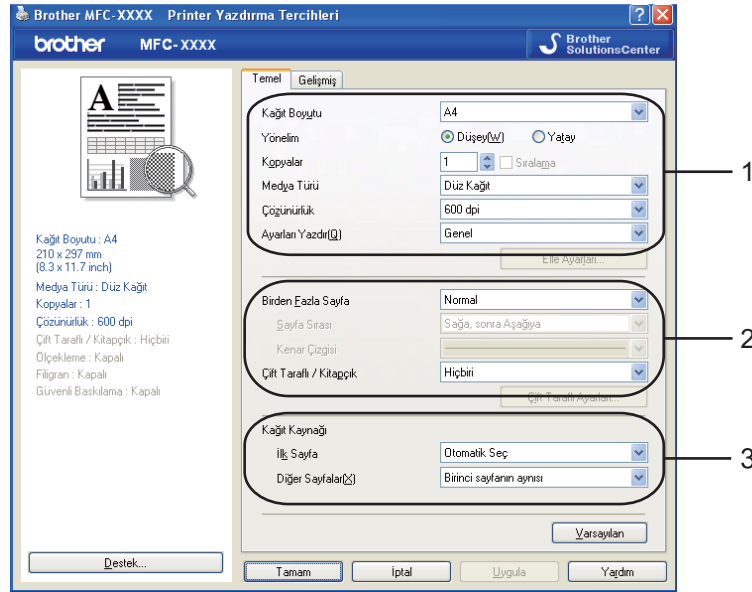 Brother MFC-XXXX Printer Yazdırma Tercihleri
brother MFC-XXXX
Brother
SolutionsCenter
Temel Gelişmiş
Kağıt Boyutu A4
Yönelim Düşey(W) Yatay
Kopyalar 1 Sıralama
Medya Türü Düz Kağıt
Çözünürlük 600 dpi
Ayarları Yazdır(Q) Genel
Elle Ayarları...
1
Birden Fazla Sayfa Normal
Sayfa Sırası Sağa, sonra Aşağıya
Kenar Çizgisi
Çift Taraflı / Kitapçık Hiçbiri
Çift Taraflı Ayarları...
2
Kağıt Kaynağı
İlk Sayfa Otomatik Seç
Diğer Sayfalar(X) Birinci sayfanın aynısı
3
Varsayılan
A
Kağıt Boyutu : A4
210 x 297 mm
(8.3 x 11.7 inch)
Medya Türü : Düz Kağıt
Kopyalar : 1
Çözünürlük : 600 dpi
Çift Taraflı / Kitapçık : Hiçbiri
Ölçekleme : Kapalı
Filigran : Kapalı
Güvenli Baskılama : Kapalı
Destek...
Tamam İptal Uygula Yardım